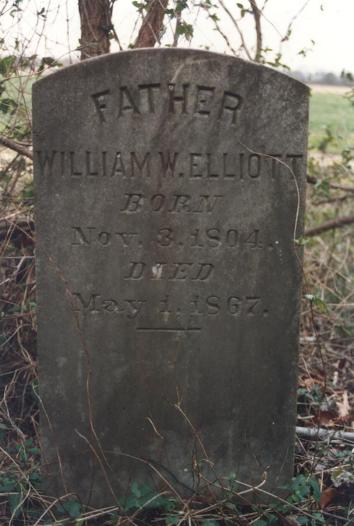 FATHER
WILLIAM W. ELLIOTT
BORN
Nov. 3. 1804.
DIED
May 1. 1867.